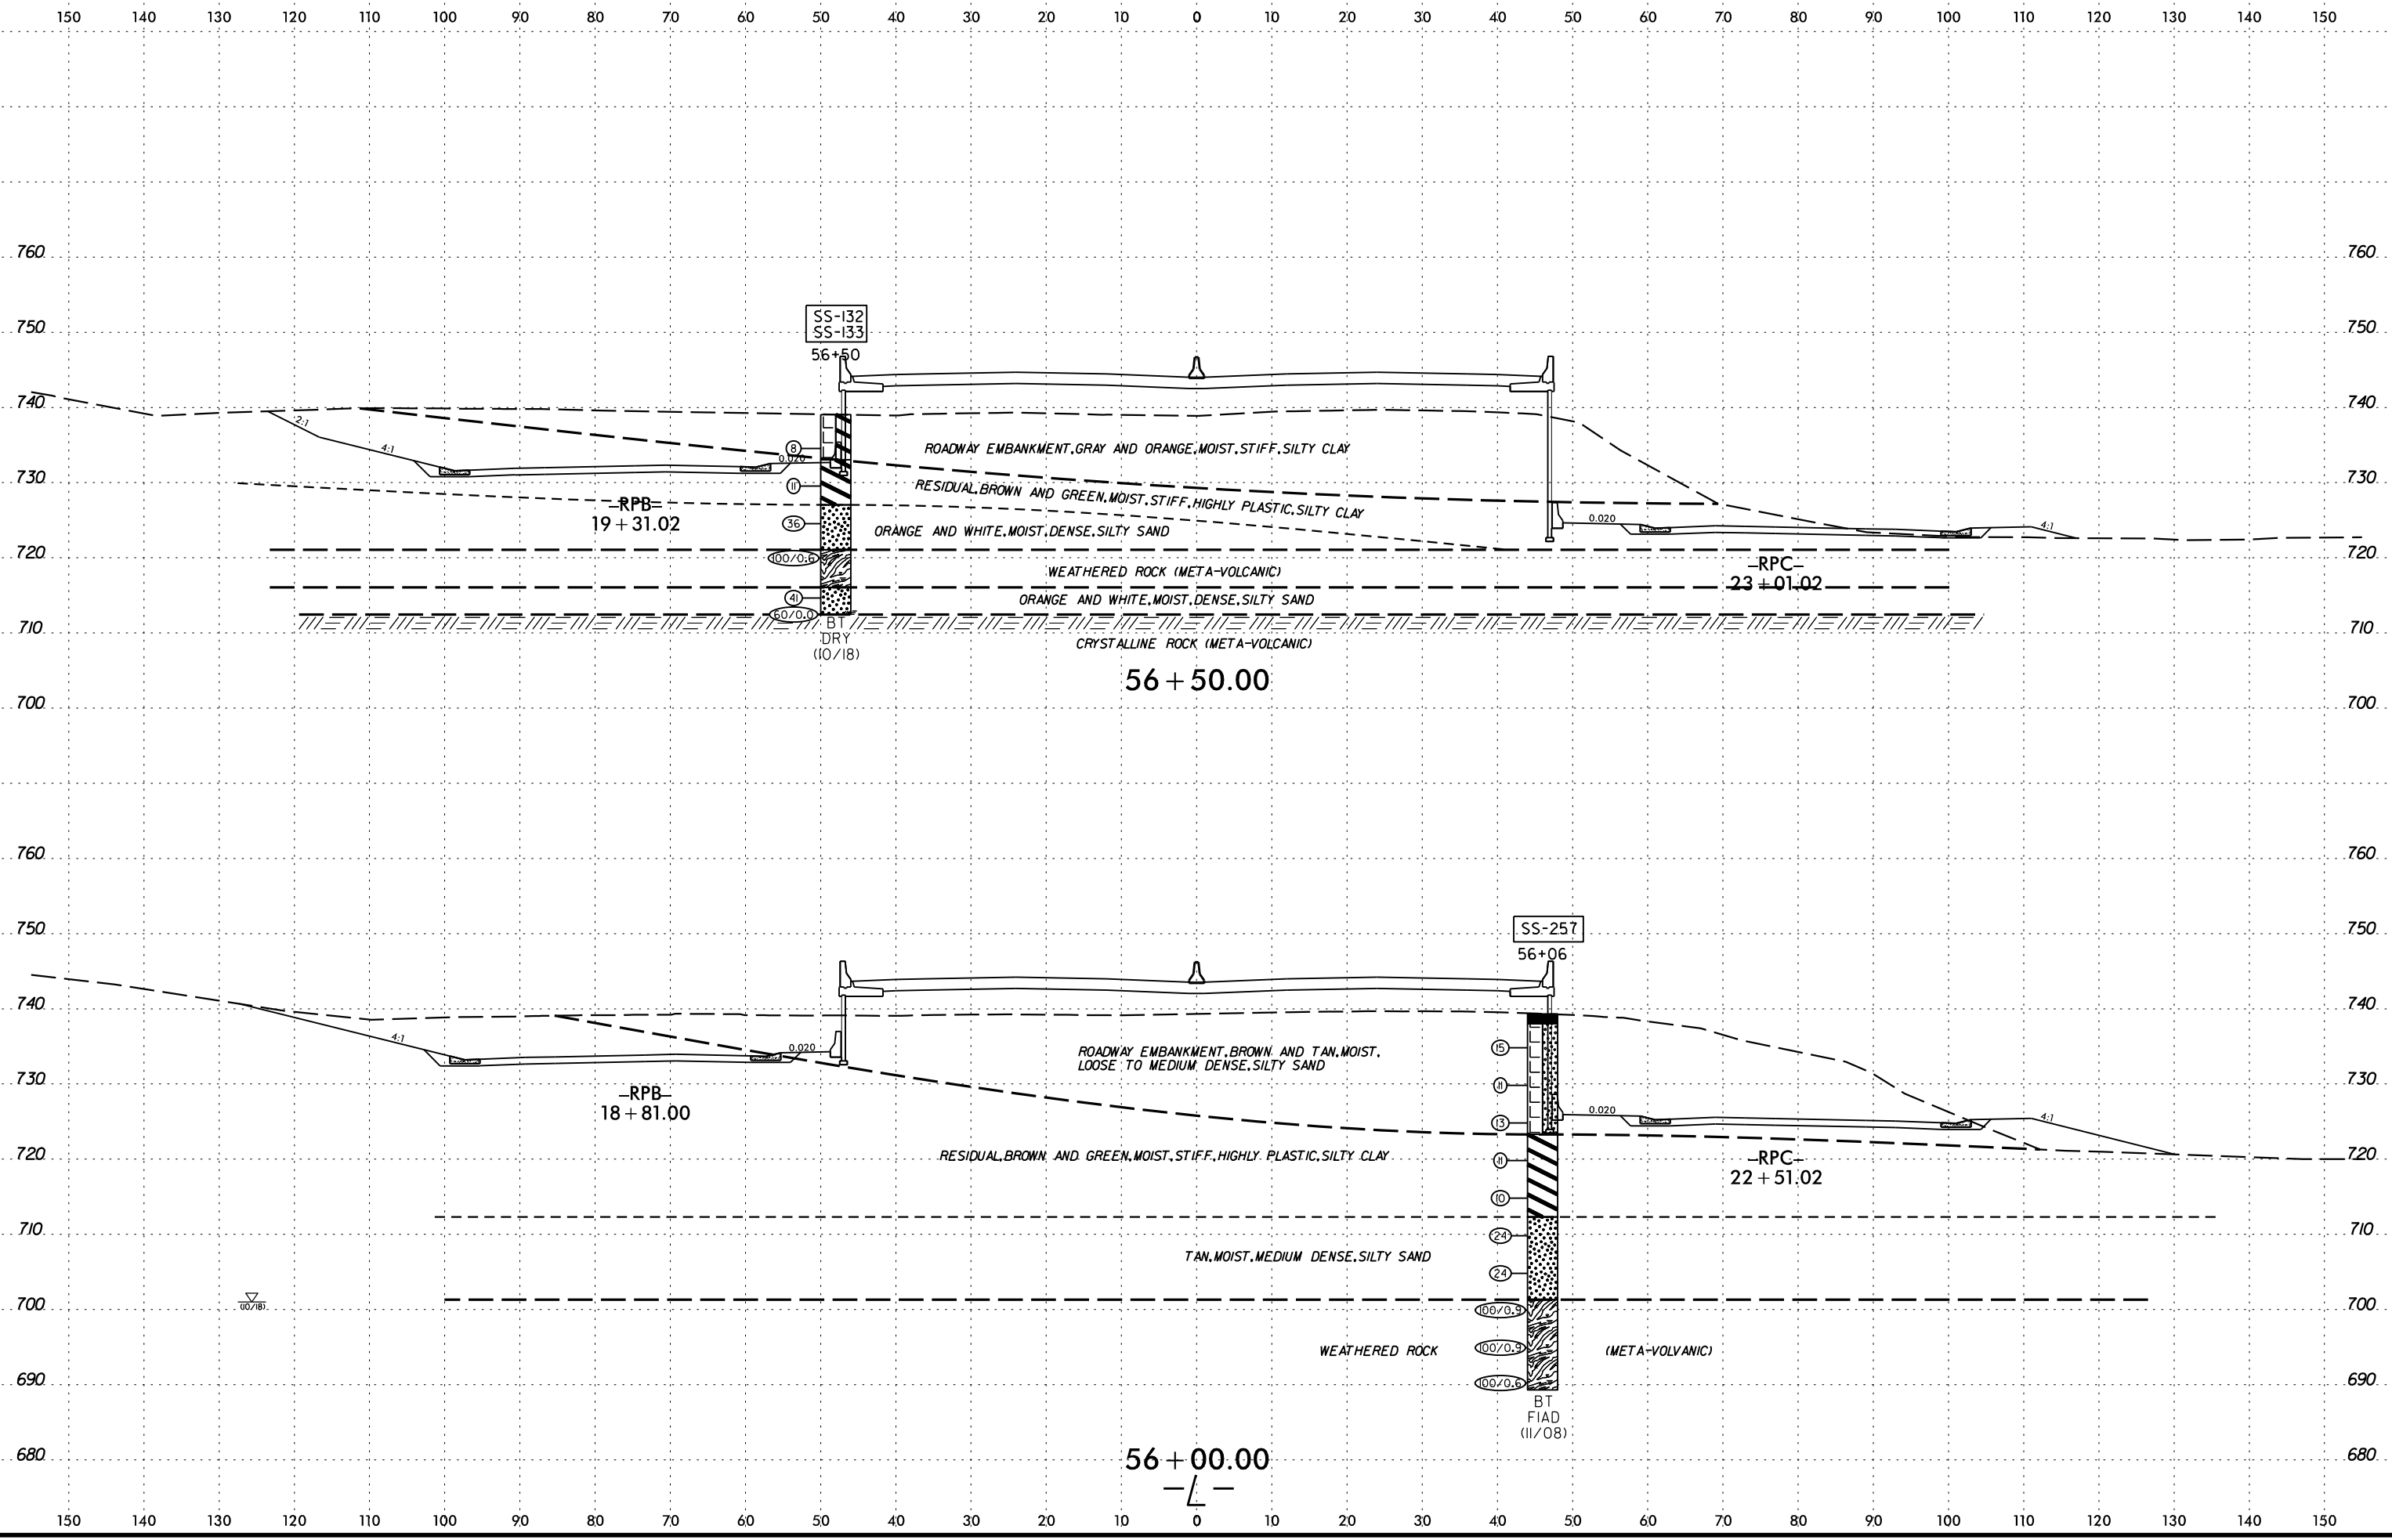 150 140 130 120 110 100 90 80 70 60 50 40 30 20 10 0 10 20 30 40 50 60 70 80 90 100 110 120 130 140 150
760 760
SS-132
SS-133
750 750
56+50
740 740
2:1
4:1
8
ROADWAY EMBANKMENT, GRAY AND ORANGE, MOIST, STIFF, SILTY CLAY
0.020
730 730
11
RESIDUAL, BROWN AND GREEN, MOIST, STIFF, HIGHLY PLASTIC, SILTY CLAY
-RPB-
19+31.02
36
ORANGE AND WHITE, MOIST, DENSE, SILTY SAND
0.020
4:1
720 720
100/0.6
WEATHERED ROCK (META-VOLCANIC)
-RPC-
23+01.02
41
ORANGE AND WHITE, MOIST, DENSE, SILTY SAND
60/0.0
710 710
BT
DRY
(10/18)
CRYSTALLINE ROCK (META-VOLCANIC)
56+50.00
700 700
760 760
SS-257
750 750
56+06
740 740
4:1
0.020
ROADWAY EMBANKMENT, BROWN AND TAN, MOIST,
LOOSE TO MEDIUM DENSE, SILTY SAND
15
730 730
11
-RPB-
18+81.00
13
0.020
4:1
720 720
RESIDUAL, BROWN AND GREEN, MOIST, STIFF, HIGHLY PLASTIC, SILTY CLAY
11
-RPC-
22+51.02
10
710 710
24
TAN, MOIST, MEDIUM DENSE, SILTY SAND
24
700 700
(10/18)
100/0.9
WEATHERED ROCK
100/0.9
(META-VOLVANIC)
690 690
100/0.6
BT
FIAD
(11/08)
680 680
56+00.00
-L-
150 140 130 120 110 100 90 80 70 60 50 40 30 20 10 0 10 20 30 40 50 60 70 80 90 100 110 120 130 140 150